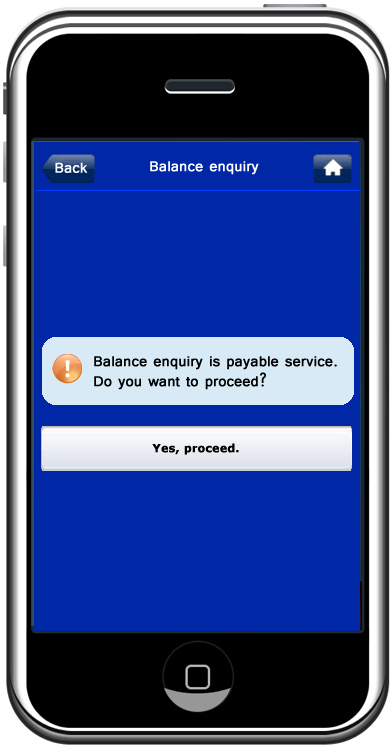 Back
Balance enquiry
Balance enquiry is payable service.
Do you want to proceed?
Yes, proceed.